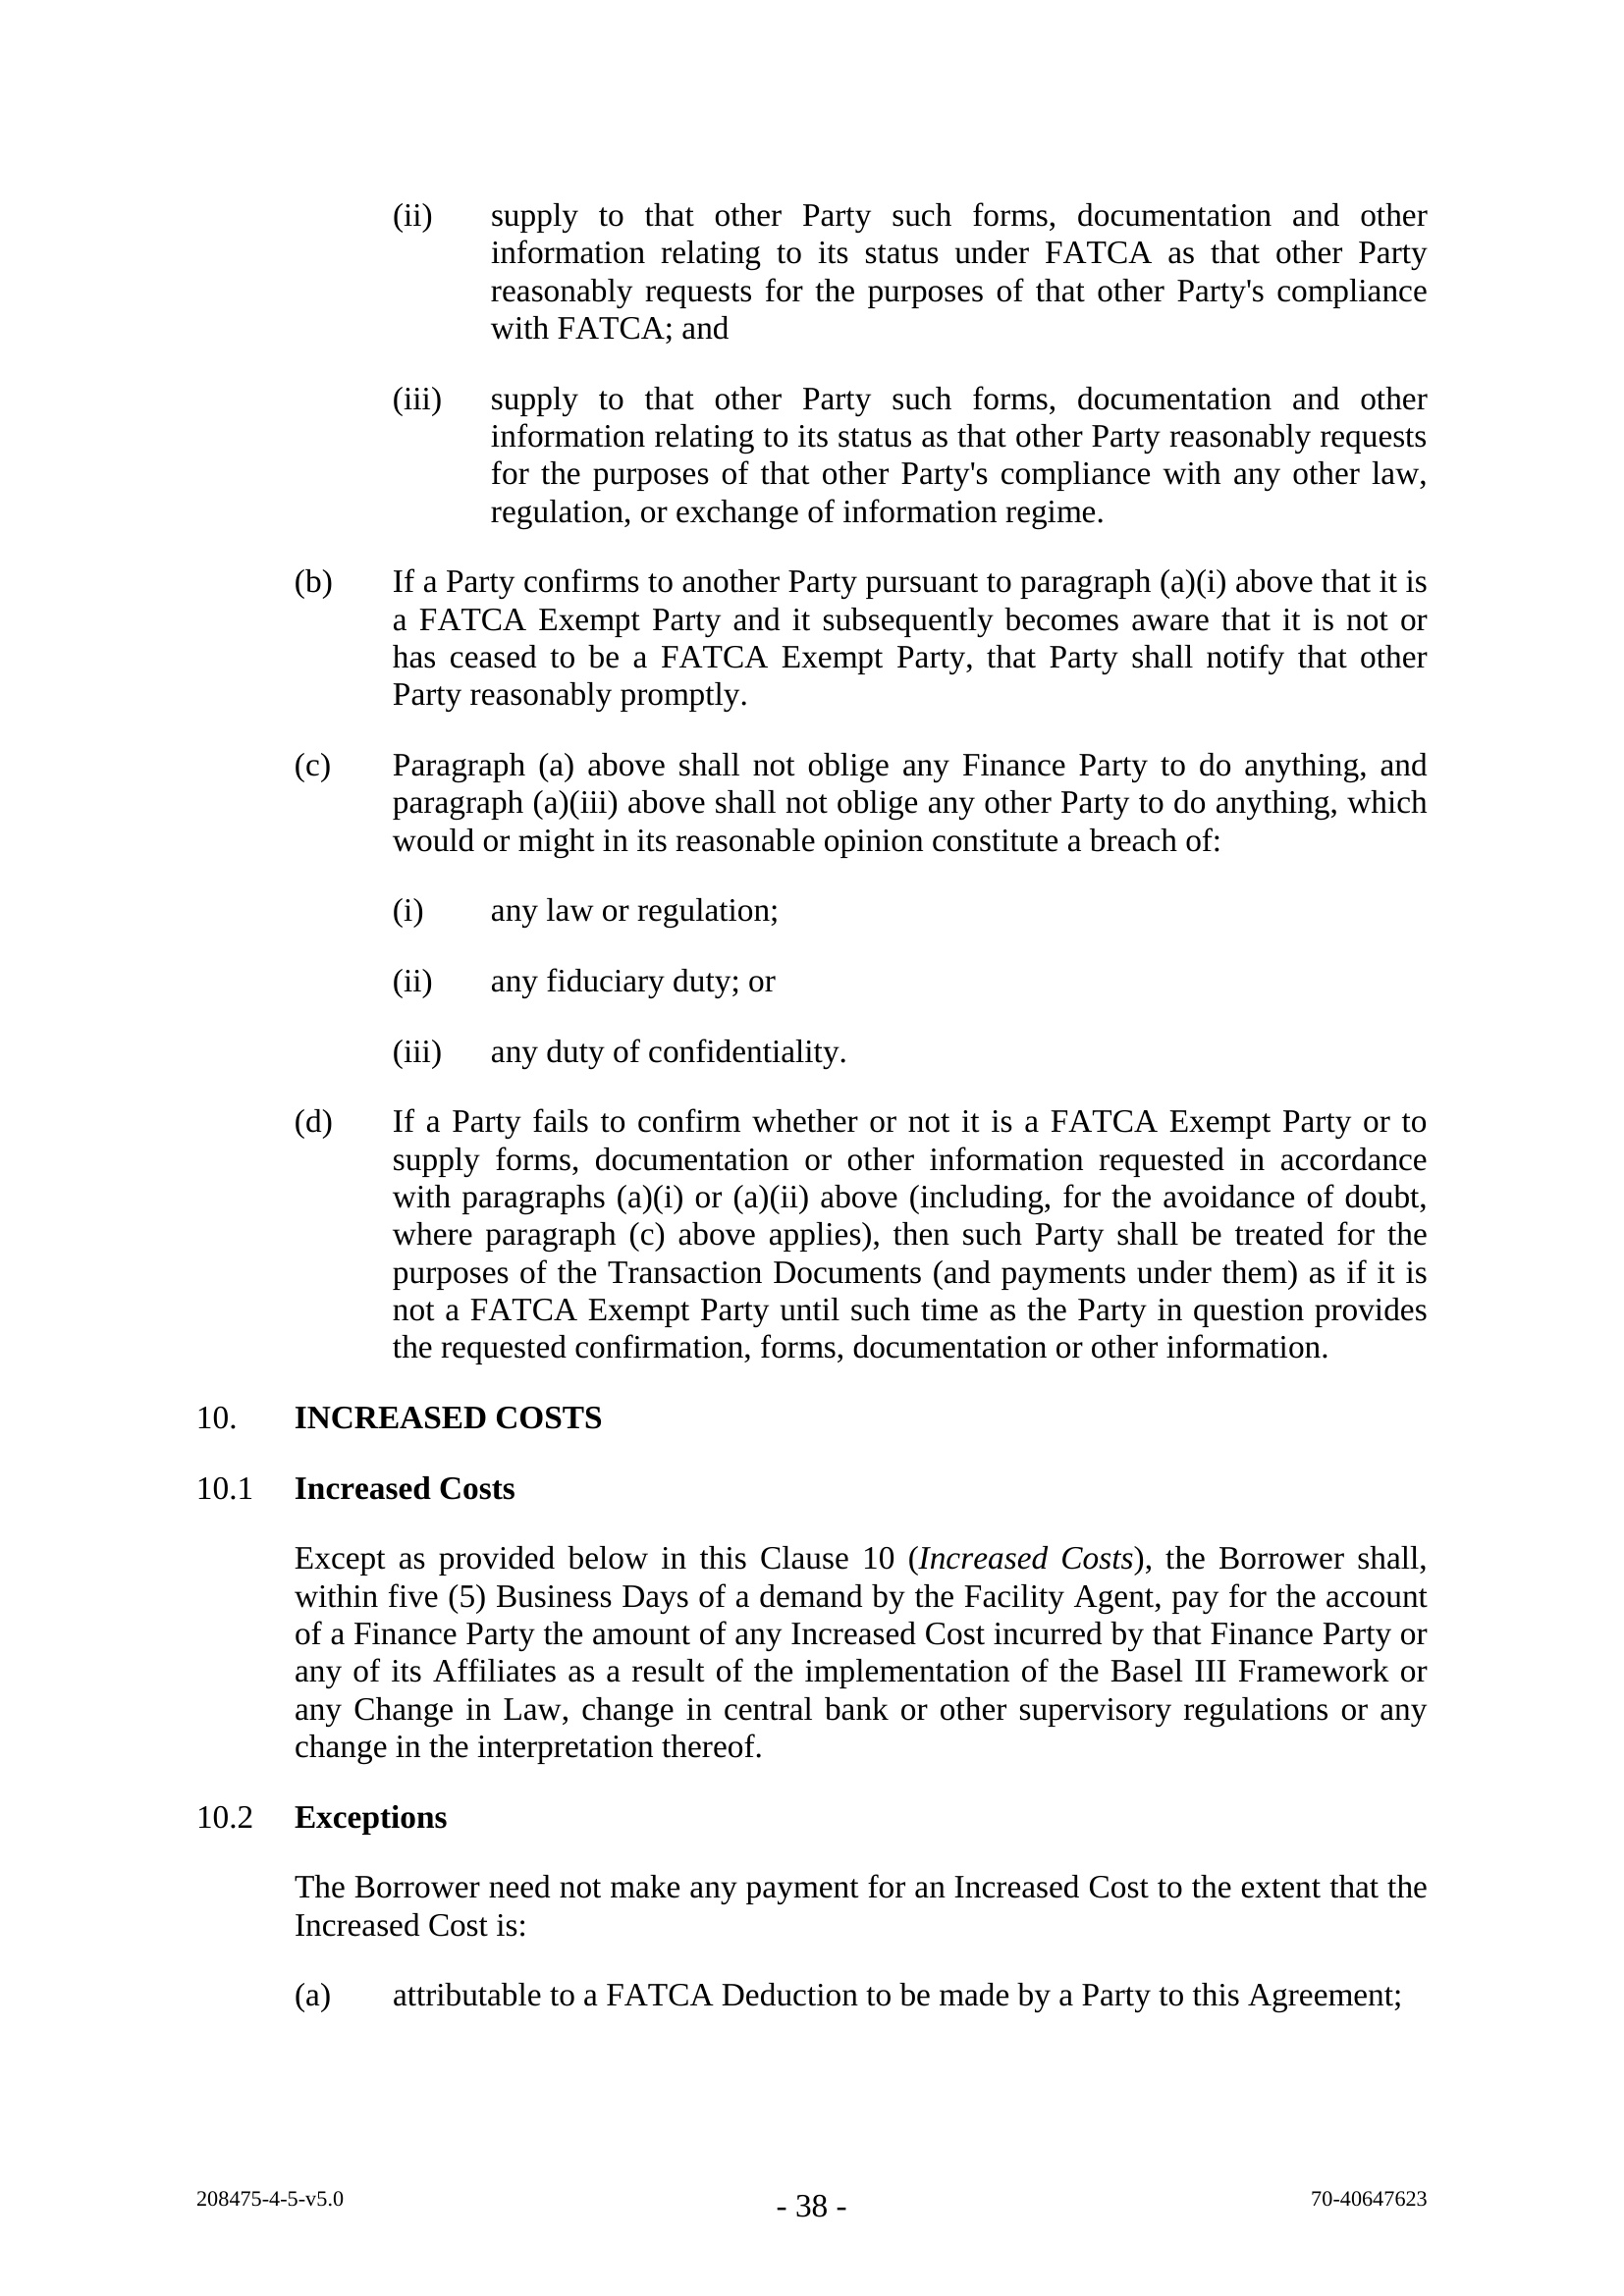 (ii) supply to that other Party such forms, documentation and other
information relating to its status under FATCA as that other Party
reasonably requests for the purposes of that other Party's compliance
with FATCA; and
(iii) supply to that other Party such forms, documentation and other
information relating to its status as that other Party reasonably requests
for the purposes of that other Party's compliance with any other law,
regulation, or exchange of information regime.
(b) If a Party confirms to another Party pursuant to paragraph (a)(i) above that it is
a FATCA Exempt Party and it subsequently becomes aware that it is not or
has ceased to be a FATCA Exempt Party, that Party shall notify that other
Party reasonably promptly.
(c) Paragraph (a) above shall not oblige any Finance Party to do anything, and
paragraph (a)(iii) above shall not oblige any other Party to do anything, which
would or might in its reasonable opinion constitute a breach of:
(i) any law or regulation;
(ii) any fiduciary duty; or
(iii) any duty of confidentiality.
(d) If a Party fails to confirm whether or not it is a FATCA Exempt Party or to
supply forms, documentation or other information requested in accordance
with paragraphs (a)(i) or (a)(ii) above (including, for the avoidance of doubt,
where paragraph (c) above applies), then such Party shall be treated for the
purposes of the Transaction Documents (and payments under them) as if it is
not a FATCA Exempt Party until such time as the Party in question provides
the requested confirmation, forms, documentation or other information.
10. INCREASED COSTS
10.1 Increased Costs
Except as provided below in this Clause 10 (Increased Costs), the Borrower shall,
within five (5) Business Days of a demand by the Facility Agent, pay for the account
of a Finance Party the amount of any Increased Cost incurred by that Finance Party or
any of its Affiliates as a result of the implementation of the Basel III Framework or
any Change in Law, change in central bank or other supervisory regulations or any
change in the interpretation thereof.
10.2 Exceptions
The Borrower need not make any payment for an Increased Cost to the extent that the
Increased Cost is:
(a) attributable to a FATCA Deduction to be made by a Party to this Agreement;
208475-4-5-v5.0 - 38 - 70-40647623